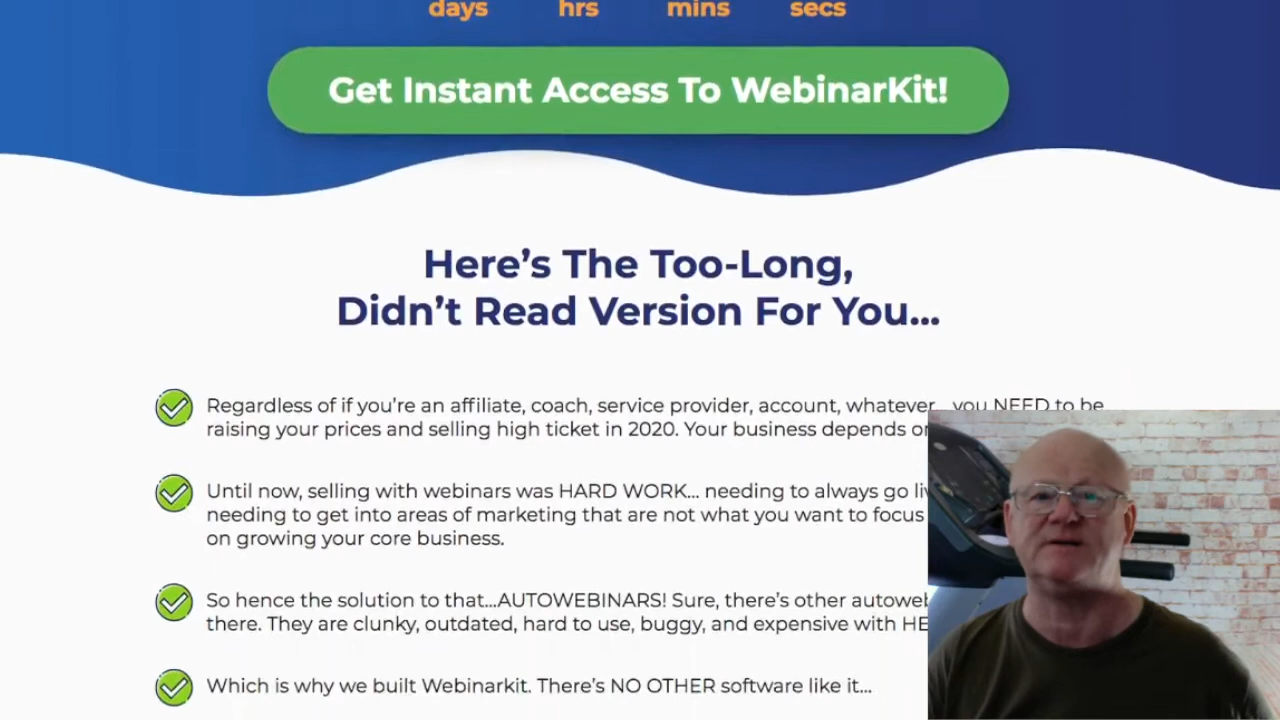 days hrs mins secs
Get Instant Access To WebinarKit!
Here's The Too-Long,
Didn't Read Version For You...
Regardless of if you're an affiliate, coach, service provider, account, whatever... you NEED to be
raising your prices and selling high ticket in 2020. Your business depends
Until now, selling with webinars was HARD WORK... needing to always go
needing to get into areas of marketing that are not what you want to focus
on growing your core business.
So hence the solution to that...AUTOWEBINARS! Sure, there's other
there. They are clunky, outdated, hard to use, buggy, and expensive with
Which is why we built Webinarkit. There's NO OTHER software like it...